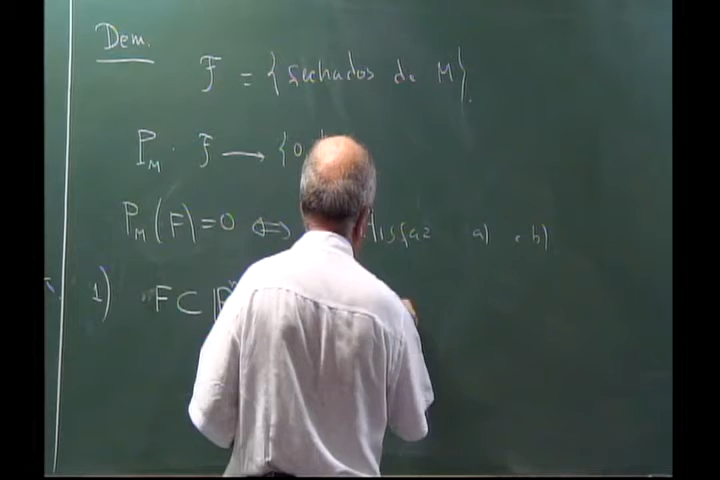 Dem.
F = {fechados de M}.
P_M : F → {0
P_M(F) = 0 ⇔ satisfaz a) e b)
1) F ⊂ ℝ